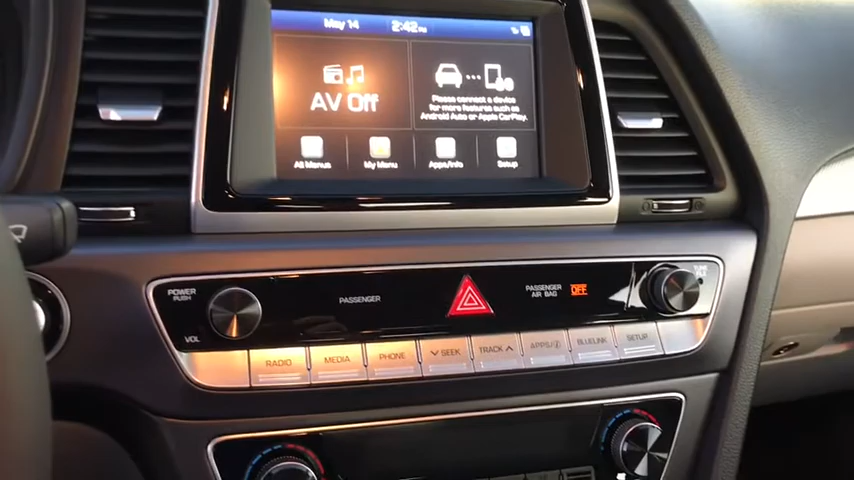 May 14
2:42 PM
AV Off
Please connect a device
for more features such as
Android Auto or Apple CarPlay.
All Menus
My Menu
Apps/Info
Setup
POWER
PUSH
VOL
PASSENGER
PASSENGER
AIR BAG
OFF
TUNE
FILE
RADIO
MEDIA
PHONE
SEEK
TRACK
APPS/
BLUELINK
SETUP